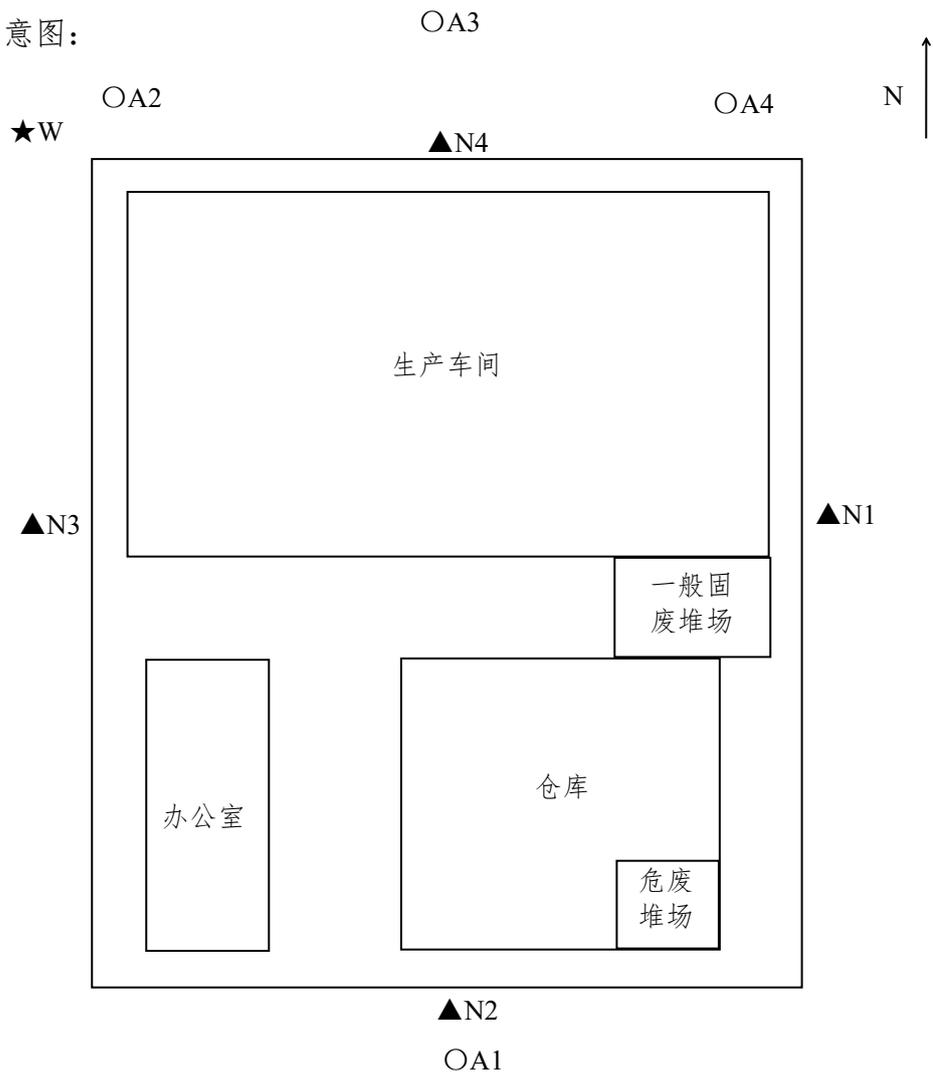 意图：
○A3
○A2
○A4
N
★W
▲N4
生产车间
▲N3
▲N1
一般固
废堆场
仓库
办公室
危废
堆场
▲N2
○A1